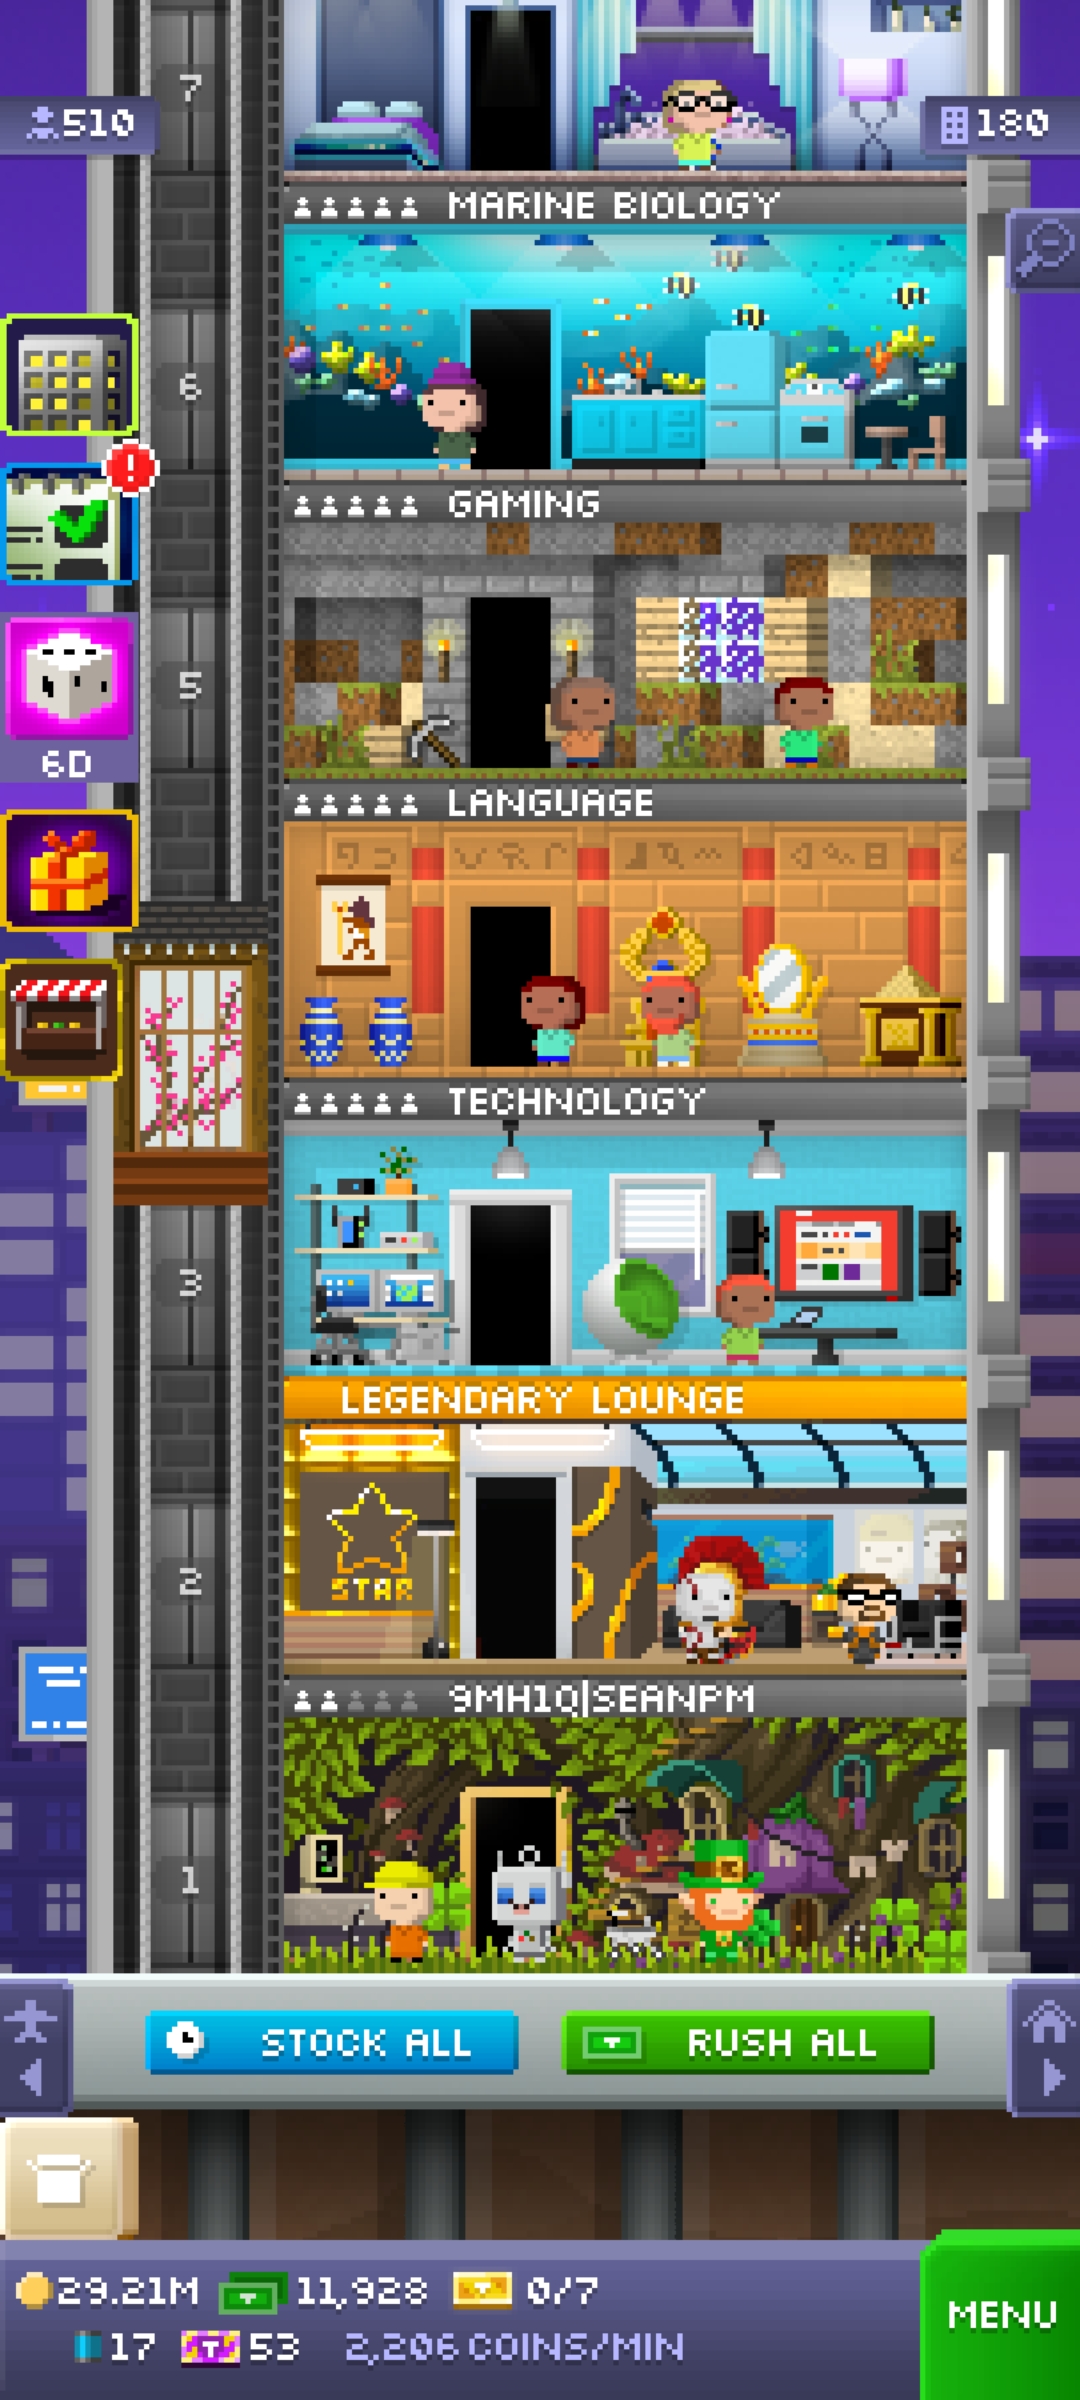 7
510
180
MARINE BIOLOGY
6
GAMING
5
6D
LANGUAGE
TECHNOLOGY
3
LEGENDARY LOUNGE
STAR
2
9MH1Q|SEANPM
1
STOCK ALL
RUSH ALL
29.21M 11,928 0/7
MENU
17 53 2,206 COINS/MIN